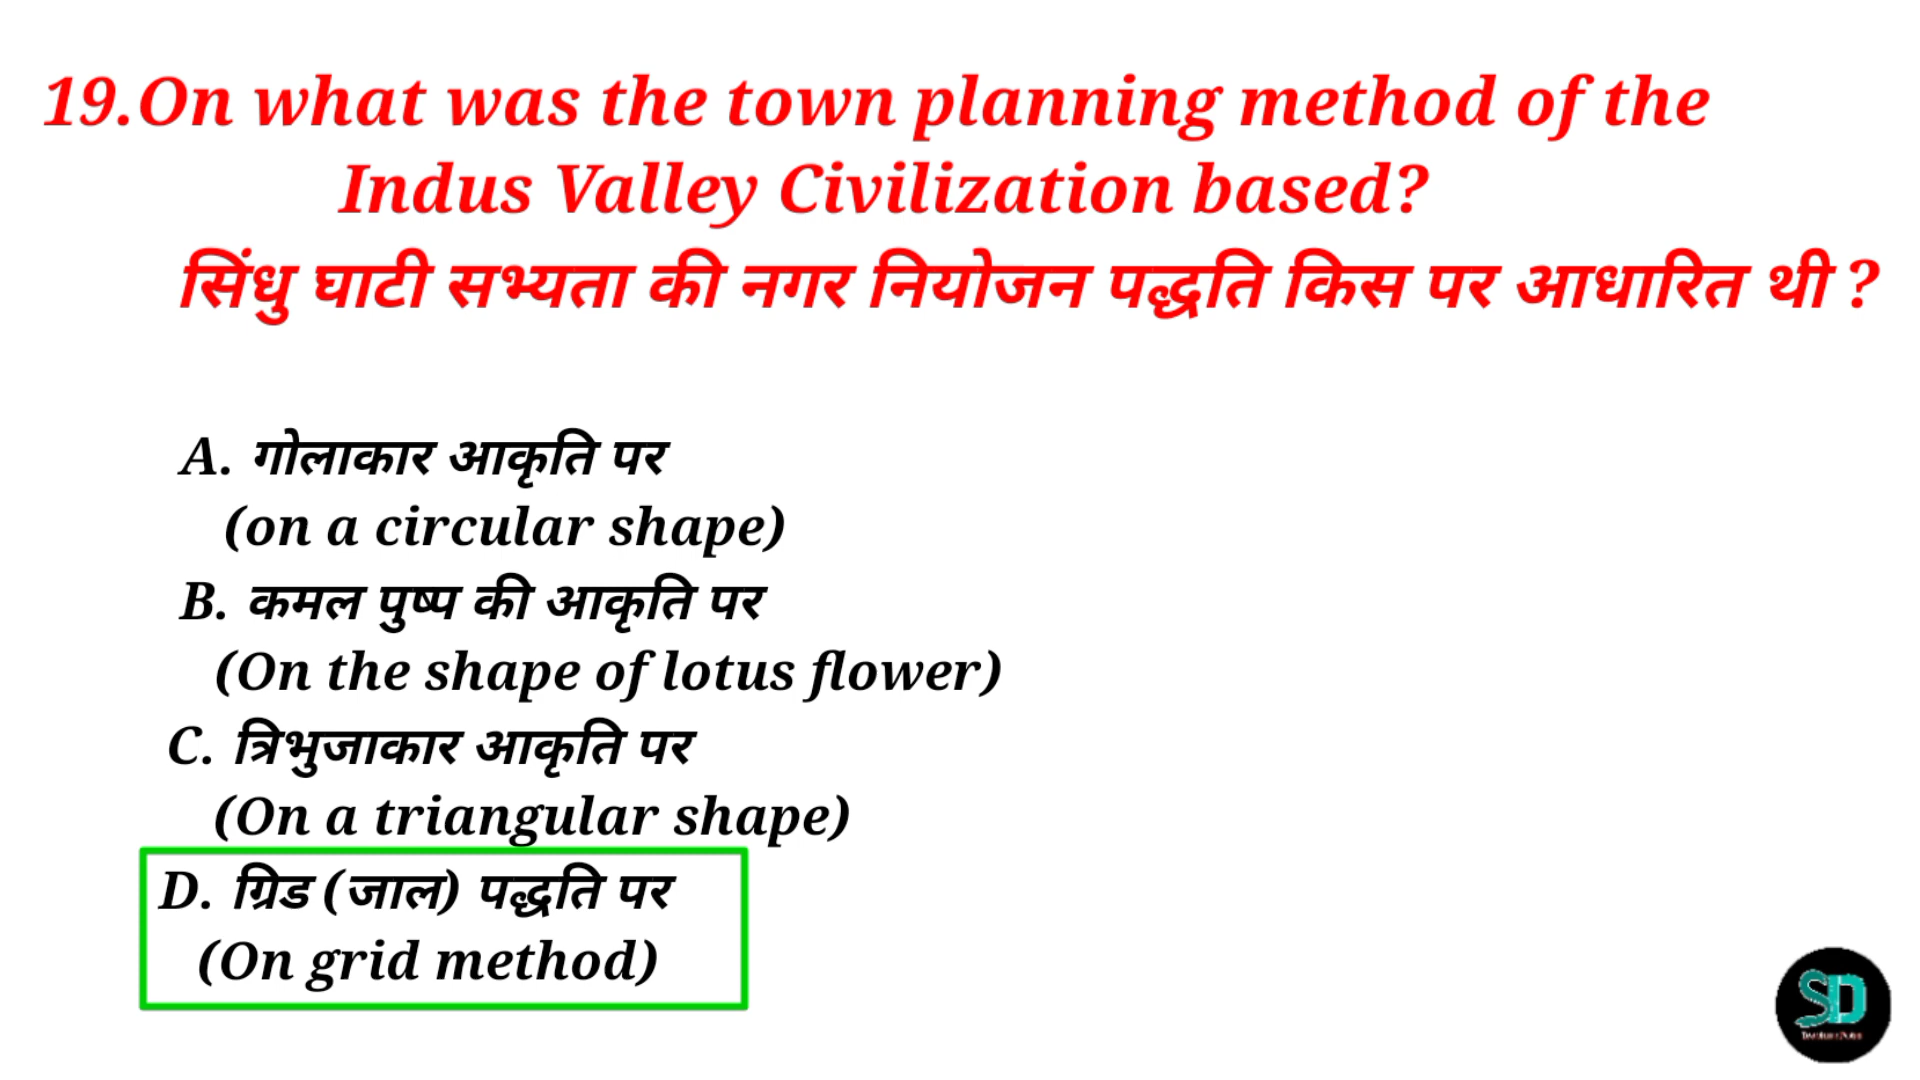 19.On what was the town planning method of the
Indus Valley Civilization based?
सिंधु घाटी सभ्यता की नगर नियोजन पद्धति किस पर आधारित थी ?
A. गोलाकार आकृति पर
(on a circular shape)
B. कमल पुष्प की आकृति पर
(On the shape of lotus flower)
C. त्रिभुजाकार आकृति पर
(On a triangular shape)
D. ग्रिड (जाल) पद्धति पर
(On grid method)
SD